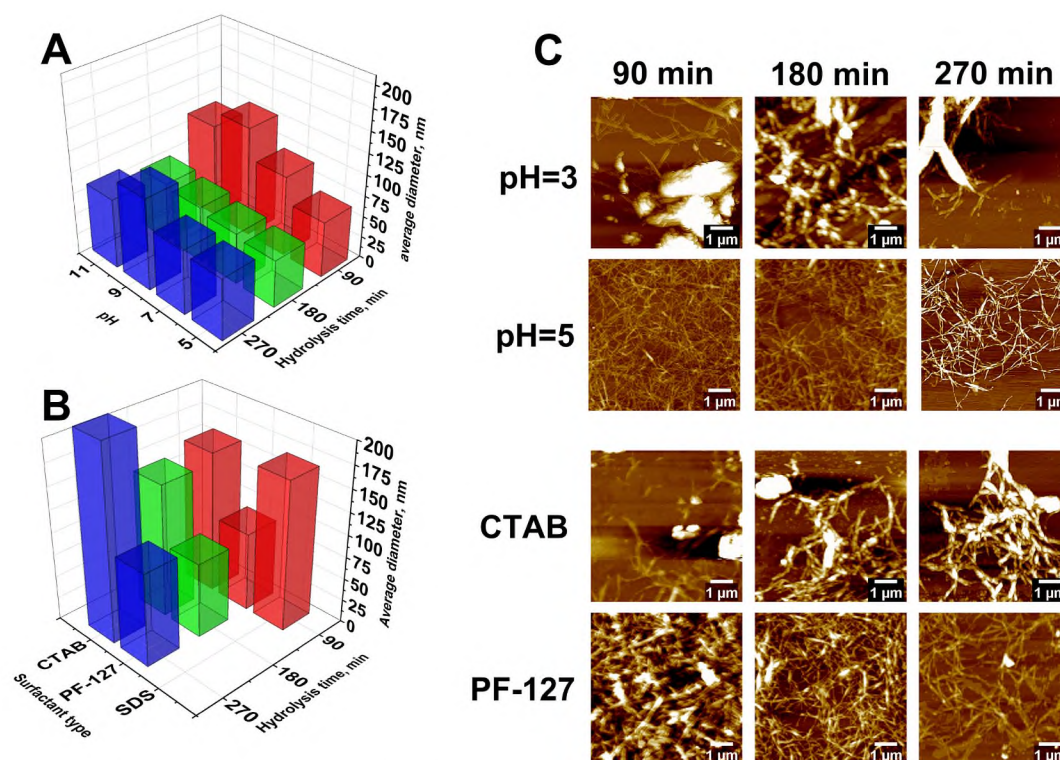 A
200
175
150
125
100
75
50
25
0
average diameter, nm
11
9
7
5
pH
270
180
90
Hydrolysis time, min
B
200
175
150
125
100
75
50
25
0
Average diameter, nm
CTAB
PF-127
SDS
Surfactant type
270
180
90
Hydrolysis time, min
C
90 min 180 min 270 min
pH=3
1 µm 1 µm 1 µm
pH=5
1 µm 1 µm 1 µm
CTAB
1 µm 1 µm 1 µm
PF-127
1 µm 1 µm 1 µm